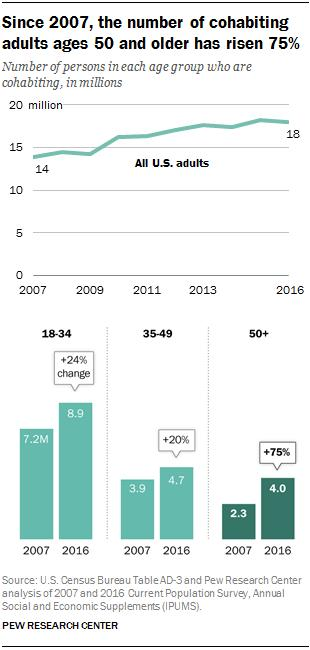 Since 2007, the number of cohabiting
adults ages 50 and older has risen 75%
Number of persons in each age group who are
cohabiting, in millions
20 million
15
10
5
0
14
18
All U.S. adults
2007 2009 2011 2013 2016
18-34 35-49 50+
+24%
change
+20%
+75%
7.2M 8.9 3.9 4.7 2.3 4.0
2007 2016 2007 2016 2007 2016
Source: U.S. Census Bureau Table AD-3 and Pew Research Center
analysis of 2007 and 2016 Current Population Survey, Annual
Social and Economic Supplements (IPUMS).
PEW RESEARCH CENTER